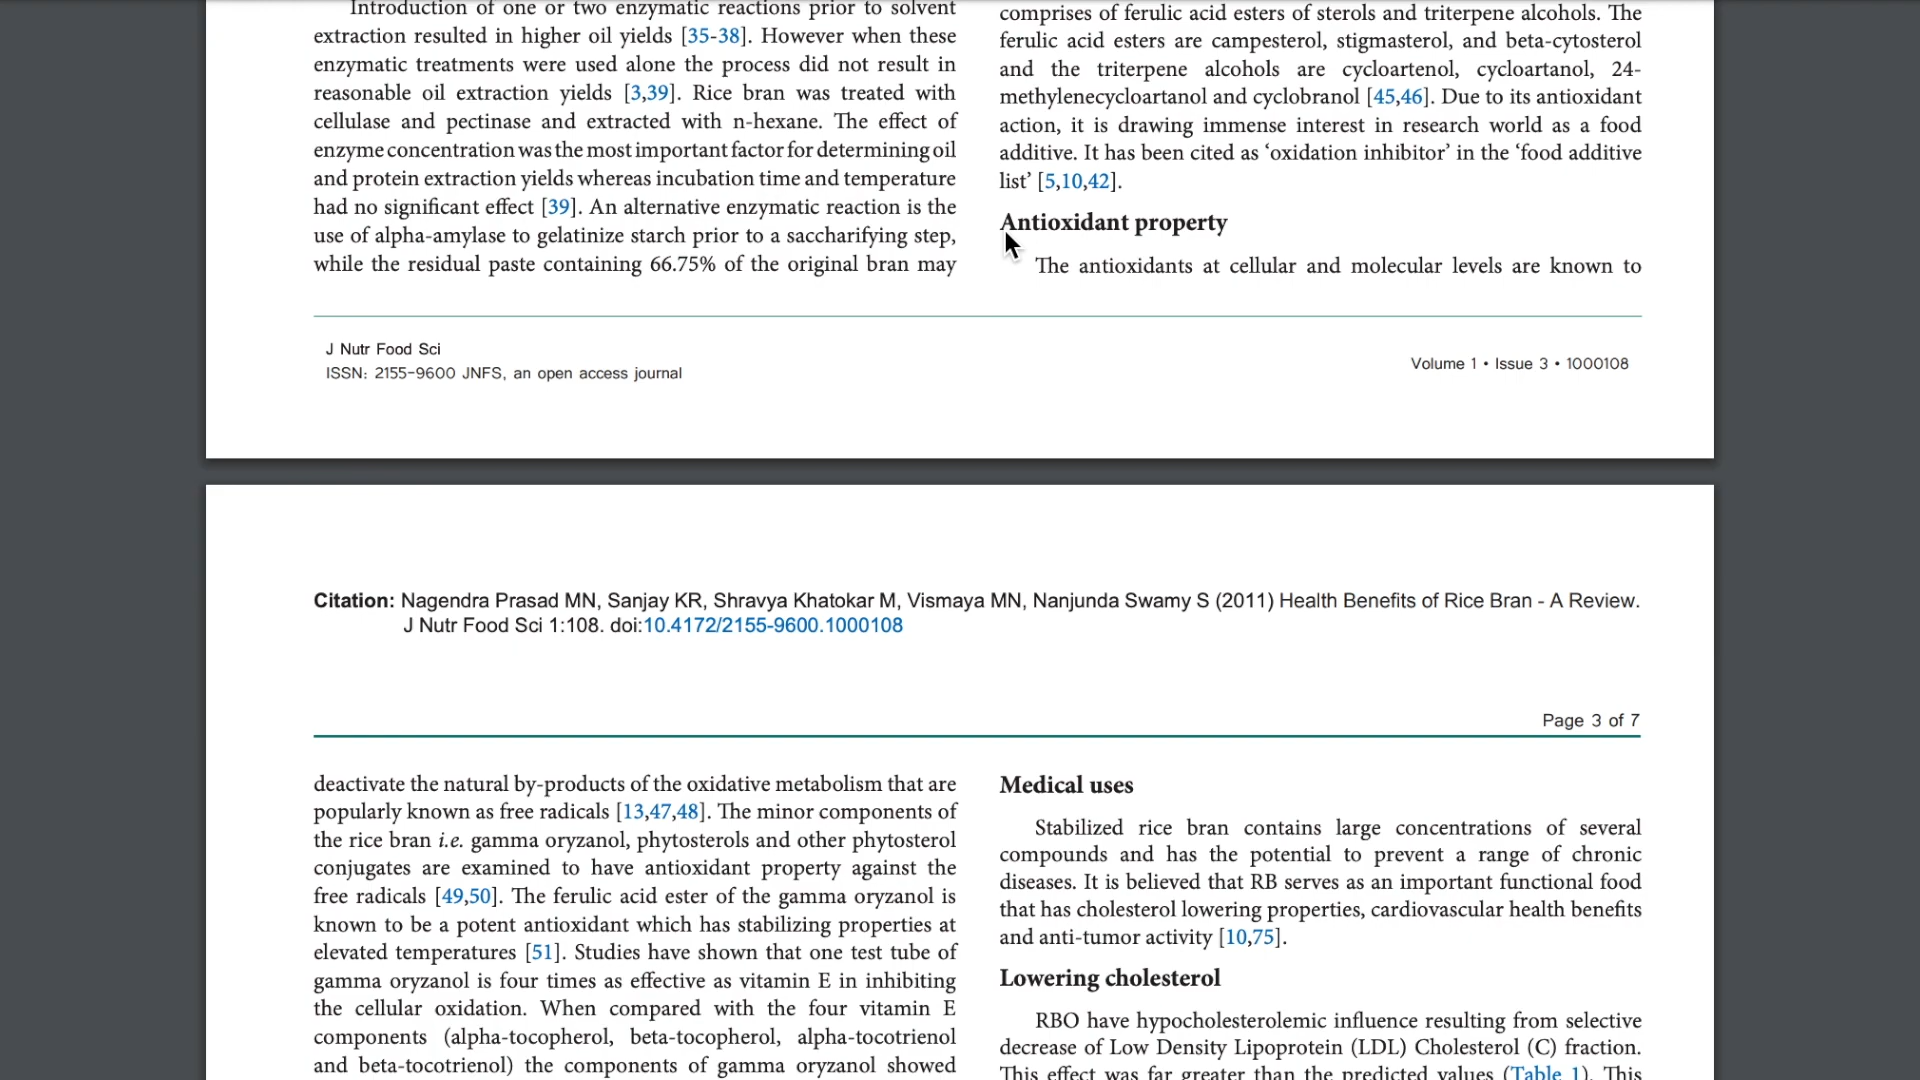 Introduction of one or two enzymatic reactions prior to solvent
extraction resulted in higher oil yields [35-38]. However when these
enzymatic treatments were used alone the process did not result in
reasonable oil extraction yields [3,39]. Rice bran was treated with
cellulase and pectinase and extracted with n-hexane. The effect of
enzyme concentration was the most important factor for determining oil
and protein extraction yields whereas incubation time and temperature
had no significant effect [39]. An alternative enzymatic reaction is the
use of alpha-amylase to gelatinize starch prior to a saccharifying step,
while the residual paste containing 66.75% of the original bran may
comprises of ferulic acid esters of sterols and triterpene alcohols. The
ferulic acid esters are campesterol, stigmasterol, and beta-cytosterol
and the triterpene alcohols are cycloartenol, cycloartanol, 24-
methylenecycloartanol and cyclobranol [45,46]. Due to its antioxidant
action, it is drawing immense interest in research world as a food
additive. It has been cited as ‘oxidation inhibitor’ in the ‘food additive
list’ [5,10,42].
Antioxidant property
The antioxidants at cellular and molecular levels are known to
J Nutr Food Sci
ISSN: 2155-9600 JNFS, an open access journal
Volume 1 • Issue 3 • 1000108
Citation: Nagendra Prasad MN, Sanjay KR, Shravya Khatokar M, Vismaya MN, Nanjunda Swamy S (2011) Health Benefits of Rice Bran - A Review.
J Nutr Food Sci 1:108. doi:10.4172/2155-9600.1000108
Page 3 of 7
deactivate the natural by-products of the oxidative metabolism that are
popularly known as free radicals [13,47,48]. The minor components of
the rice bran i.e. gamma oryzanol, phytosterols and other phytosterol
conjugates are examined to have antioxidant property against the
free radicals [49,50]. The ferulic acid ester of the gamma oryzanol is
known to be a potent antioxidant which has stabilizing properties at
elevated temperatures [51]. Studies have shown that one test tube of
gamma oryzanol is four times as effective as vitamin E in inhibiting
the cellular oxidation. When compared with the four vitamin E
components (alpha-tocopherol, beta-tocopherol, alpha-tocotrienol
and beta-tocotrienol) the components of gamma oryzanol showed
Medical uses
Stabilized rice bran contains large concentrations of several
compounds and has the potential to prevent a range of chronic
diseases. It is believed that RB serves as an important functional food
that has cholesterol lowering properties, cardiovascular health benefits
and anti-tumor activity [10,75].
Lowering cholesterol
RBO have hypocholesterolemic influence resulting from selective
decrease of Low Density Lipoprotein (LDL) Cholesterol (C) fraction.
This effect was far greater than the predicted values (Table 1). This